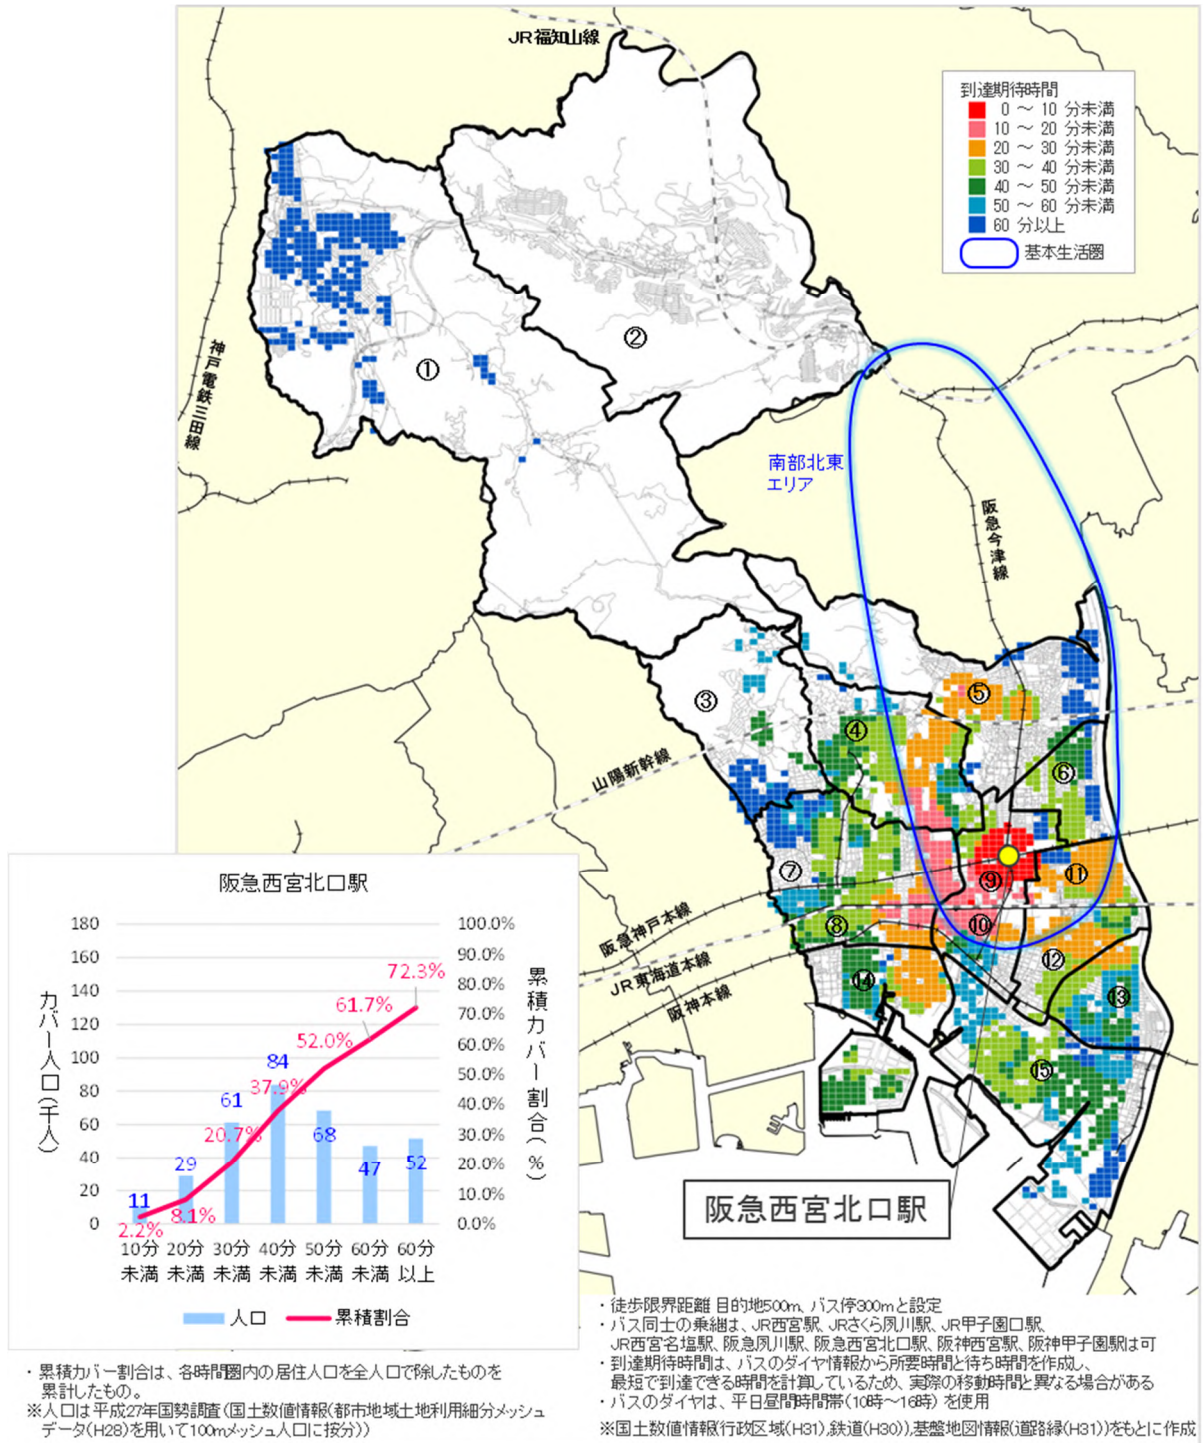 JR福知山線
到達期待時間
0 ～ 10 分未満
10 ～ 20 分未満
20 ～ 30 分未満
30 ～ 40 分未満
40 ～ 50 分未満
50 ～ 60 分未満
60 分以上
基本生活圏
神戸電鉄三田線
①
②
南部北東
エリア
阪急今津線
③
④
⑤
⑥
山陽新幹線
⑦
⑧
⑨
⑩
⑪
⑫
⑬
⑭
⑮
阪急神戸本線
JR東海道本線
阪神本線
阪急西宮北口駅
阪急西宮北口駅
カバー人口（千人）
累積カバー割合（%）
180
160
140
120
100
80
60
40
20
0
100.0%
90.0%
80.0%
70.0%
60.0%
50.0%
40.0%
30.0%
20.0%
10.0%
0.0%
11
29
61
84
68
47
52
2.2%
8.1%
20.7%
37.9%
52.0%
61.7%
72.3%
10分 20分 30分 40分 50分 60分 60分
未満 未満 未満 未満 未満 未満 以上
人口 累積割合
・累積カバー割合は、各時間圏内の居住人口を全人口で除したものを
累計したもの。
※人口は平成27年国勢調査（国土数値情報（都市地域土地利用細分メッシュ
データ（H28）を用いて100mメッシュ人口に按分））
・徒歩限界距離 目的地500m、バス停300mと設定
・バス同士の乗継は、JR西宮駅、JRさくら夙川駅、JR甲子園口駅、
JR西宮名塩駅、阪急夙川駅、阪急西宮北口駅、阪神西宮駅、阪神甲子園駅は可
・到達期待時間は、バスのダイヤ情報から所要時間と待ち時間を作成し、
最短で到達できる時間を計算しているため、実際の移動時間と異なる場合がある
・バスのダイヤは、平日昼間時間帯（10時～16時）を使用
※国土数値情報（行政区域（H31）,鉄道（H30））,基盤地図情報（道路縁（H31））をもとに作成